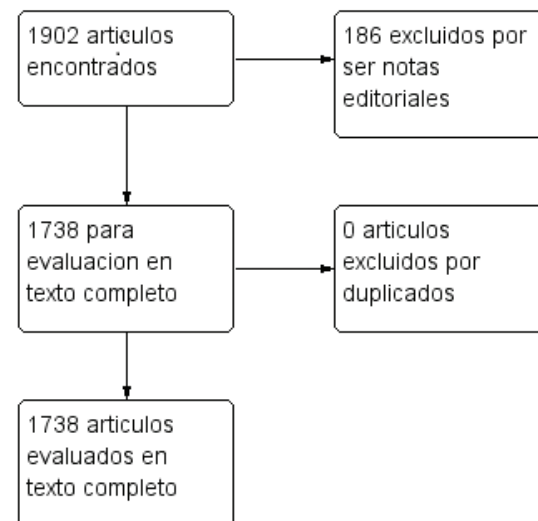 1902 articulos
encontrados
186 excluidos por
ser notas
editoriales
1738 para
evaluacion en
texto completo
0 articulos
excluidos por
duplicados
1738 articulos
evaluados en
texto completo